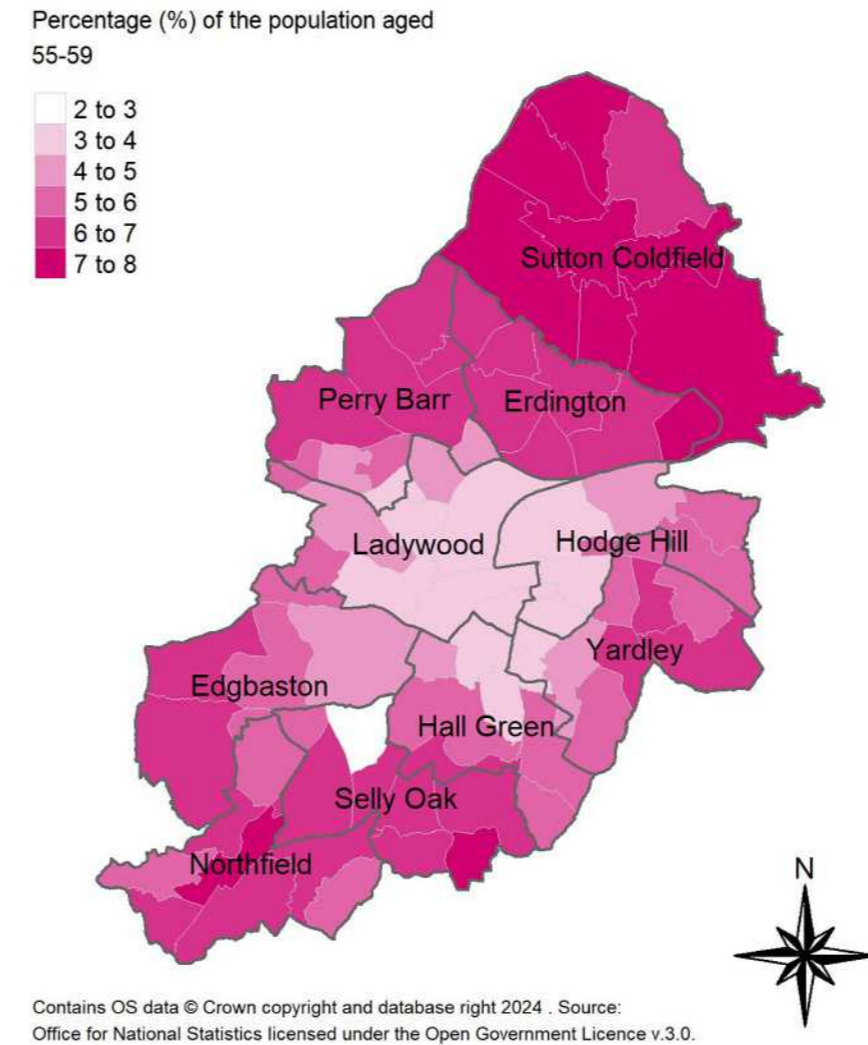 Percentage (%) of the population aged
55-59
2 to 3
3 to 4
4 to 5
5 to 6
6 to 7
7 to 8
Sutton Coldfield
Perry Barr
Erdington
Ladywood
Hodge Hill
Yardley
Edgbaston
Hall Green
Selly Oak
Northfield
N
Contains OS data © Crown copyright and database right 2024 . Source:
Office for National Statistics licensed under the Open Government Licence v.3.0.